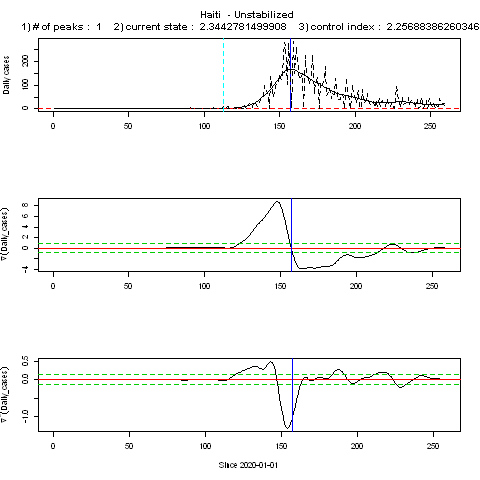 Haiti - Unstabilized
1) # of peaks : 1 2) current state : 2.3442781499908 3) control index : 2.25688386260346
Daily cases
0 100 200
0 50 100 150 200 250
∇(Daily_cases)
-4 0 2 4 6 8
0 50 100 150 200 250
∇'(Daily_cases)
-1.0 0.0 0.5
0 50 100 150 200 250
Since 2020-01-01